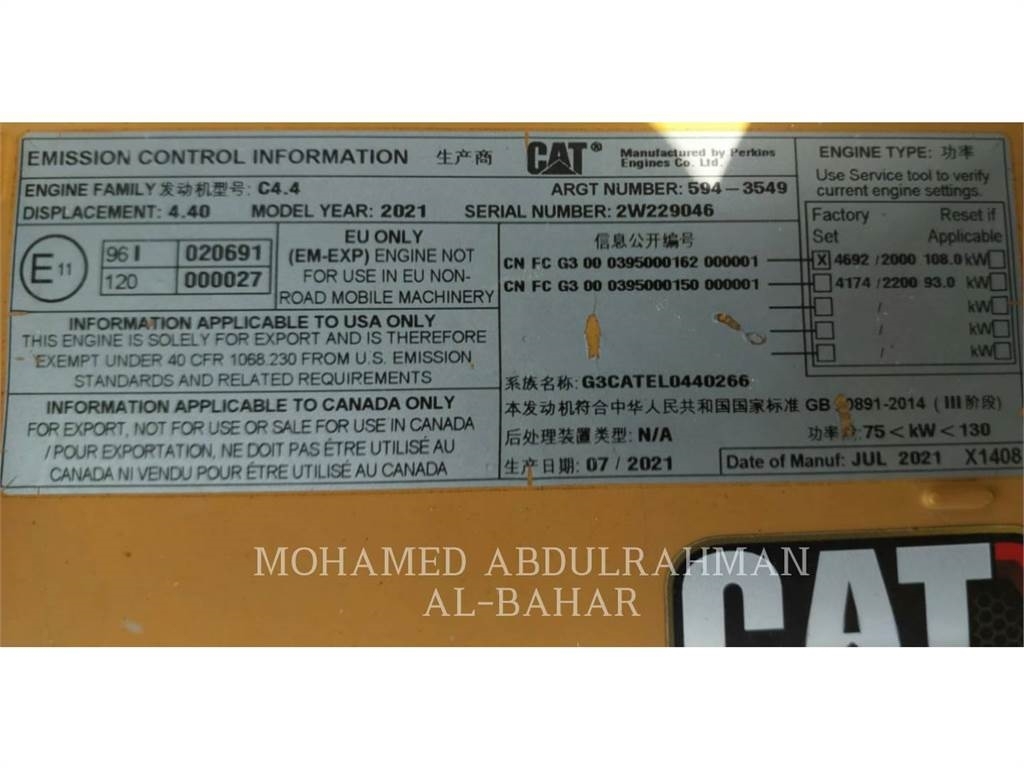 EMISSION CONTROL INFORMATION 生产商 CAT® Manufactured by Perkins Engines Co. Ltd.
ENGINE FAMILY 发动机型号: C4.4 ARGT NUMBER: 594-3549
DISPLACEMENT: 4.40 MODEL YEAR: 2021 SERIAL NUMBER: 2W229046
ENGINE TYPE: 功率
Use Service tool to verify
current engine settings.
Factory Reset if
Set Applicable
X 4692/2000 108.0 kW
4174/2200 93.0 kW
/ kW
/ kW
/ kW
E 11
96 I 020691
120 000027
EU ONLY
(EM-EXP) ENGINE NOT
FOR USE IN EU NON-
ROAD MOBILE MACHINERY
信息公开编号
CN FC G3 00 0395000162 000001
CN FC G3 00 0395000150 000001
INFORMATION APPLICABLE TO USA ONLY
THIS ENGINE IS SOLELY FOR EXPORT AND IS THEREFORE
EXEMPT UNDER 40 CFR 1068.230 FROM U.S. EMISSION
STANDARDS AND RELATED REQUIREMENTS
INFORMATION APPLICABLE TO CANADA ONLY
FOR EXPORT, NOT FOR USE OR SALE FOR USE IN CANADA
/ POUR EXPORTATION, NE DOIT PAS ÉTRE UTILISÉ AU
CANADA NI VENDU POUR ÉTRE UTILISÉ AU CANADA
系族名称: G3CATEL0440266
本发动机符合中华人民共和国国家标准 GB 0891-2014 ( III 阶段)
后处理装置类型: N/A 功率 : 75 < kW < 130
生产日期: 07 / 2021 Date of Manuf: JUL 2021 X1408
MOHAMED ABDULRAHMAN
AL-BAHAR
CAT